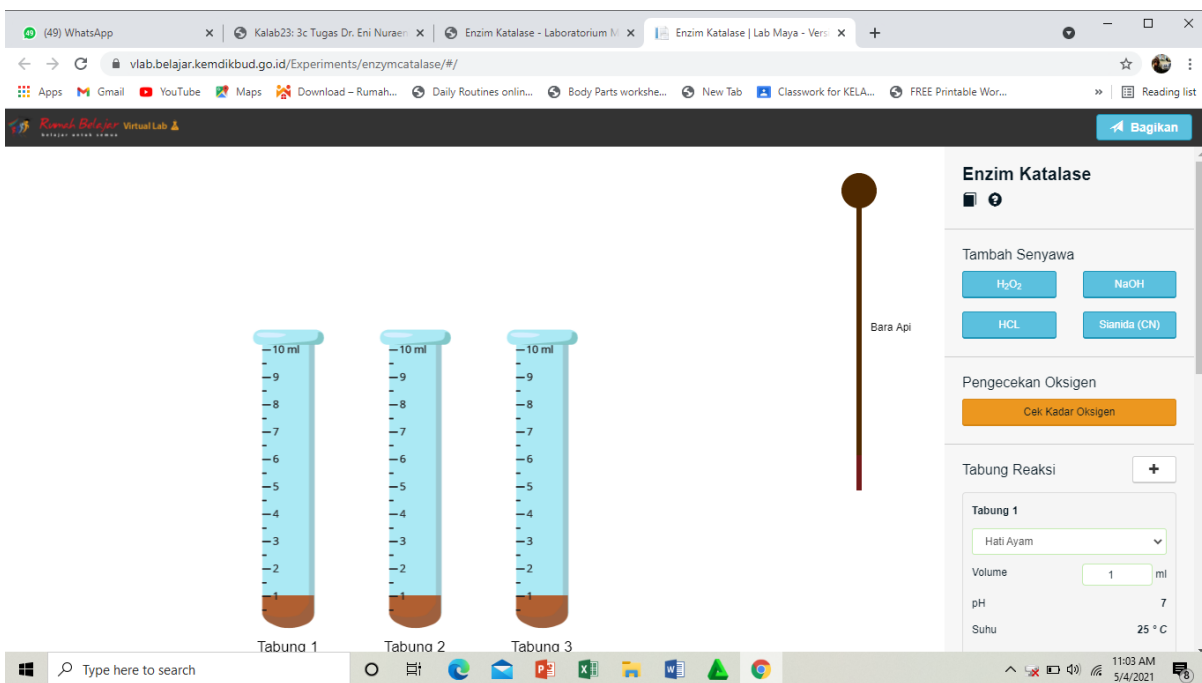 (49) WhatsApp
Kalab23: 3c Tugas Dr. Eni Nuraen
Enzim Katalase - Laboratorium M
Enzim Katalase | Lab Maya - Vers
vlab.belajar.kemdikbud.go.id/Experiments/enzymcatalase/#/
Apps Gmail YouTube Maps Download – Rumah... Daily Routines onlin... Body Parts workshe... New Tab Classwork for KELA... FREE Printable Wor... » Reading list
Rumah Belajar Virtual Lab
belajar untuk semua
Bagikan
Enzim Katalase
Tambah Senyawa
H₂O₂ NaOH
HCL Sianida (CN)
Pengecekan Oksigen
Cek Kadar Oksigen
Tabung Reaksi +
Tabung 1
Hati Ayam
Volume 1 ml
pH 7
Suhu 25 ° C
Bara Api
10 ml 10 ml 10 ml
9 9 9
8 8 8
7 7 7
6 6 6
5 5 5
4 4 4
3 3 3
2 2 2
1 1 1
Tabung 1 Tabung 2 Tabung 3
Type here to search
11:03 AM
5/4/2021
8